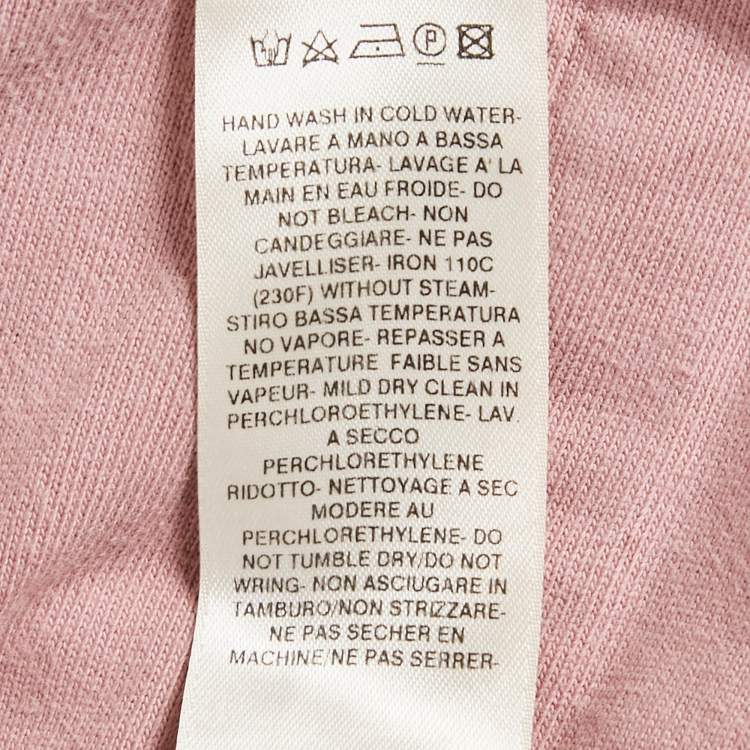 P
HAND WASH IN COLD WATER-
LAVARE A MANO A BASSA
TEMPERATURA- LAVAGE A' LA
MAIN EN EAU FROIDE- DO
NOT BLEACH- NON
CANDEGGIARE- NE PAS
JAVELLISER- IRON 110C
(230F) WITHOUT STEAM-
STIRO BASSA TEMPERATURA
NO VAPORE- REPASSER A
TEMPERATURE FAIBLE SANS
VAPEUR- MILD DRY CLEAN IN
PERCHLOROETHYLENE- LAV.
A SECCO
PERCHLORETHYLENE
RIDOTTO- NETTOYAGE A SEC
MODERE AU
PERCHLORETHYLENE- DO
NOT TUMBLE DRY/DO NOT
WRING- NON ASCIUGARE IN
TAMBURO/NON STRIZZARE-
NE PAS SECHER EN
MACHINE/NE PAS SERRER-